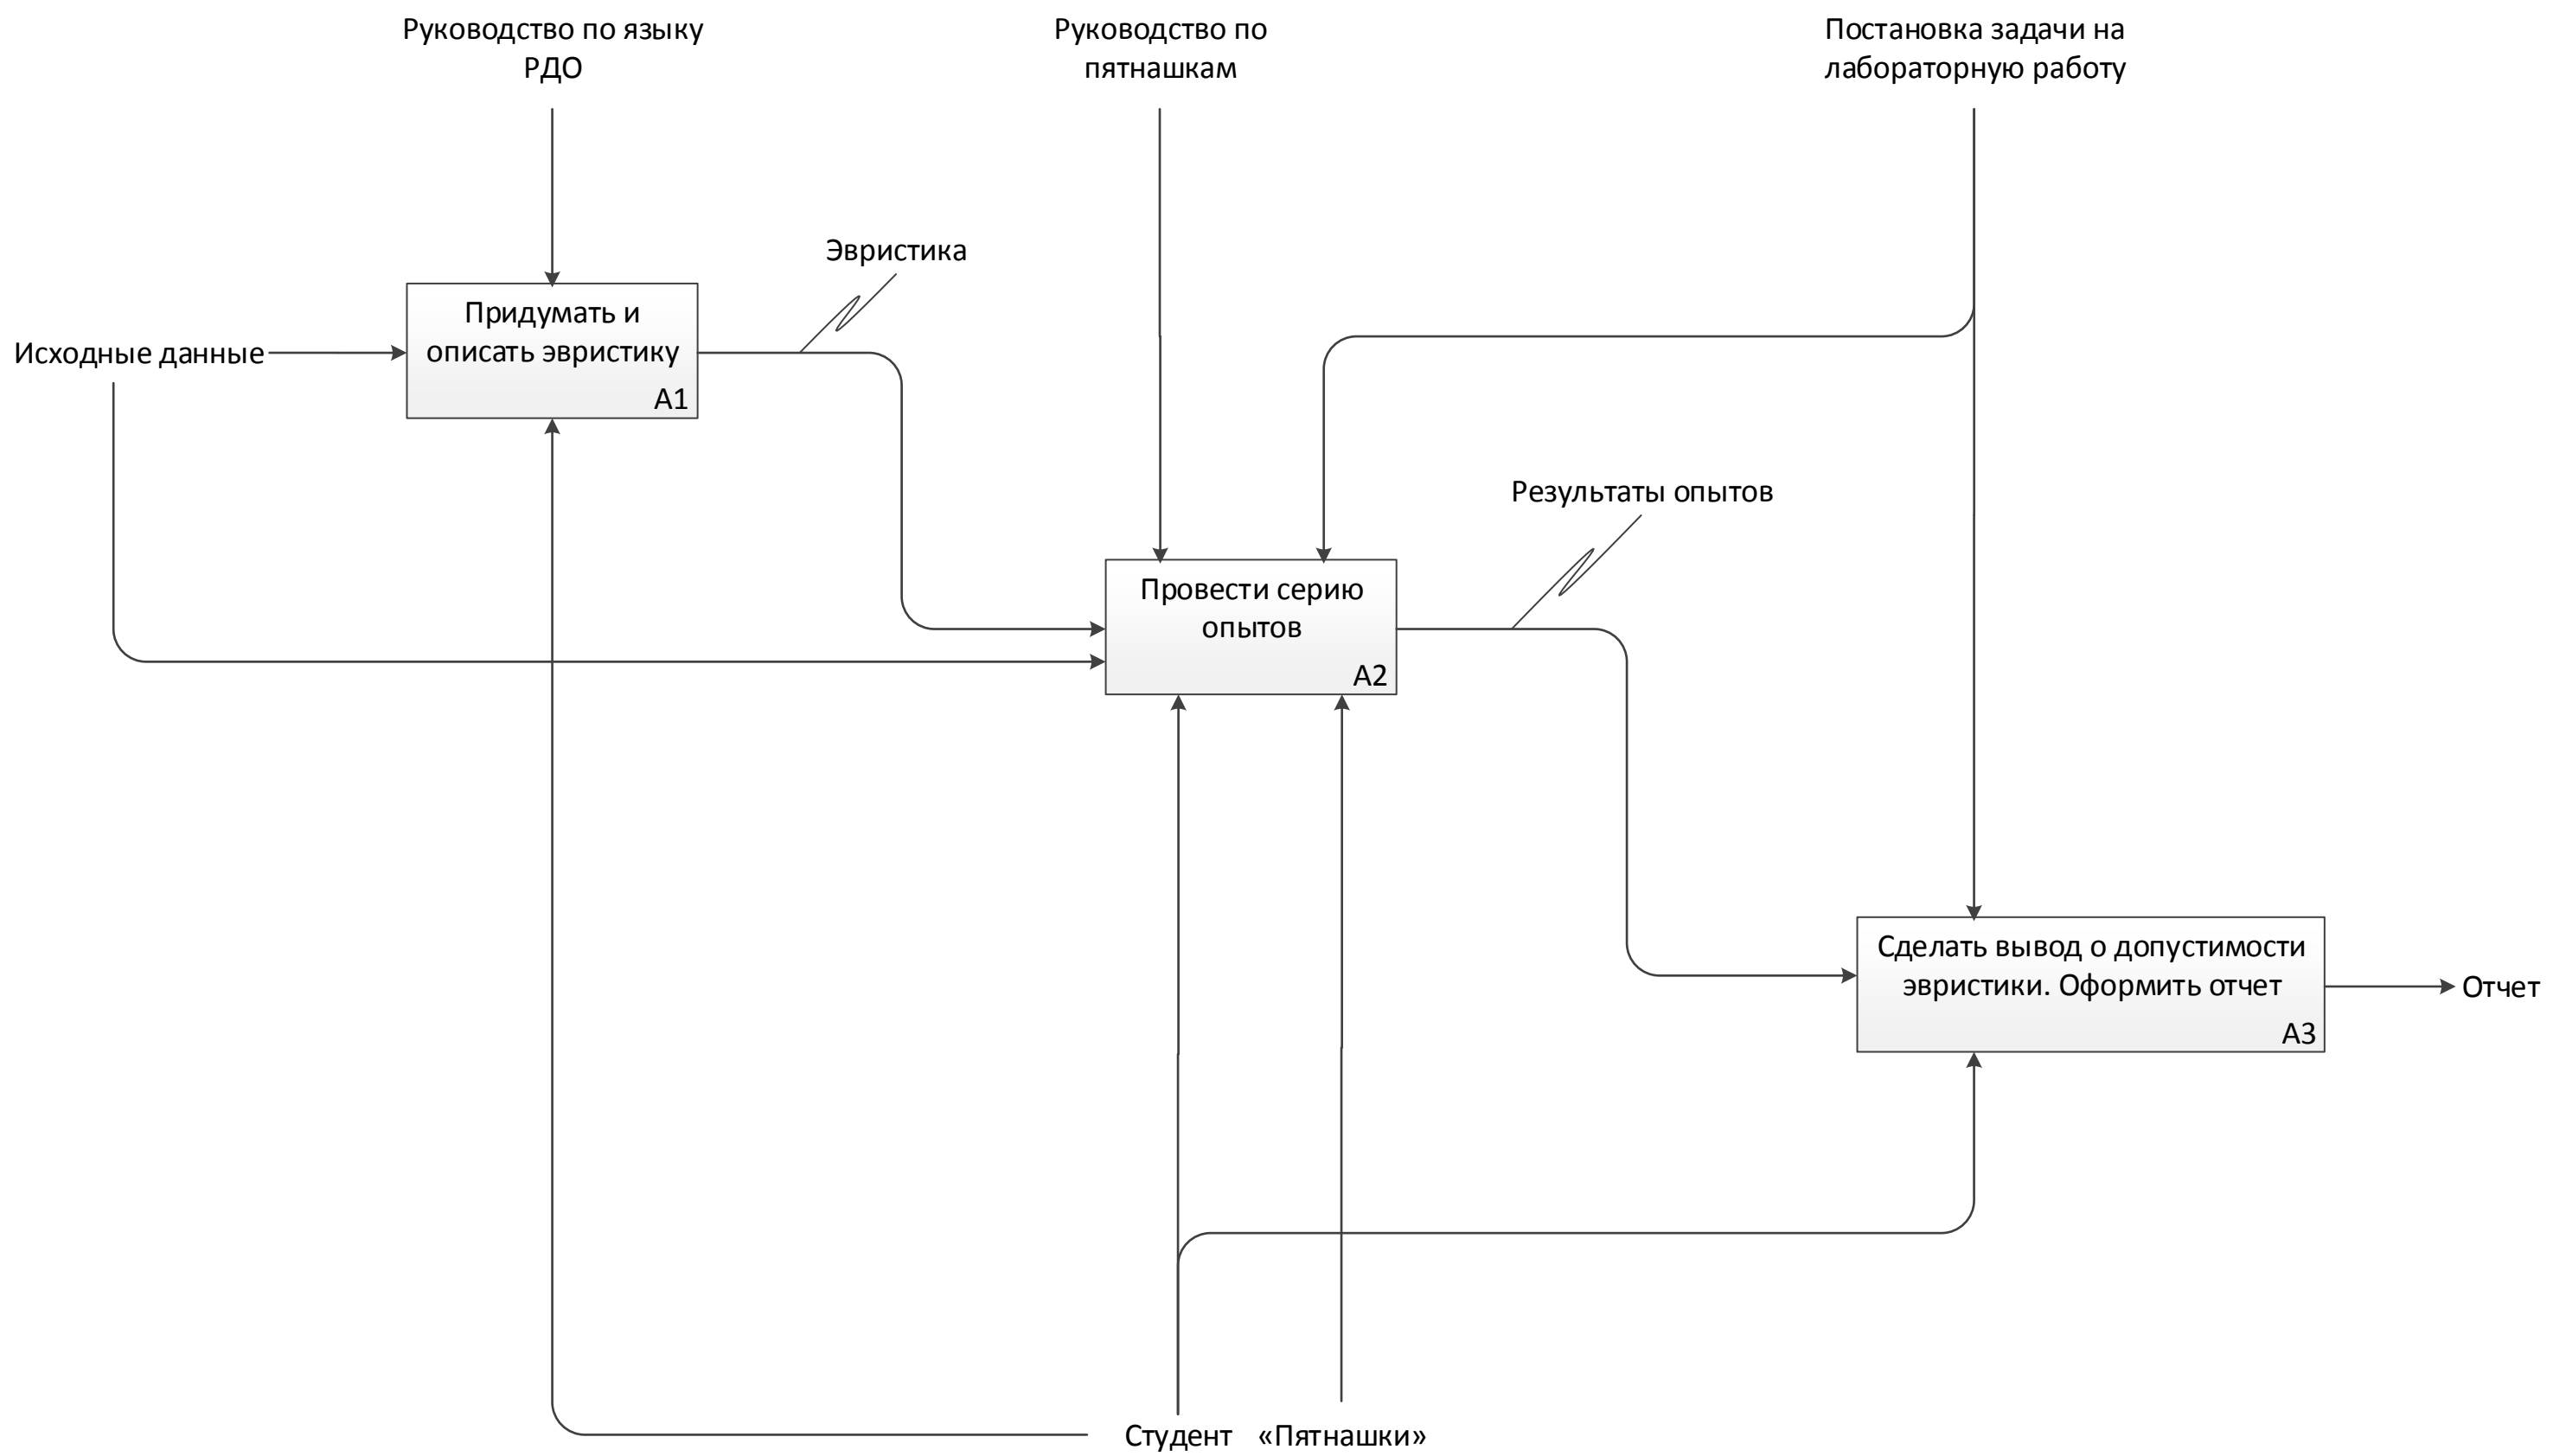 Руководство по языку
РДО
Руководство по
пятнашкам
Постановка задачи на
лабораторную работу
Эвристика
Придумать и
описать эвристику
A1
Исходные данные
Результаты опытов
Провести серию
опытов
A2
Сделать вывод о допустимости
эвристики. Оформить отчет
A3
Отчет
Студент
«Пятнашки»